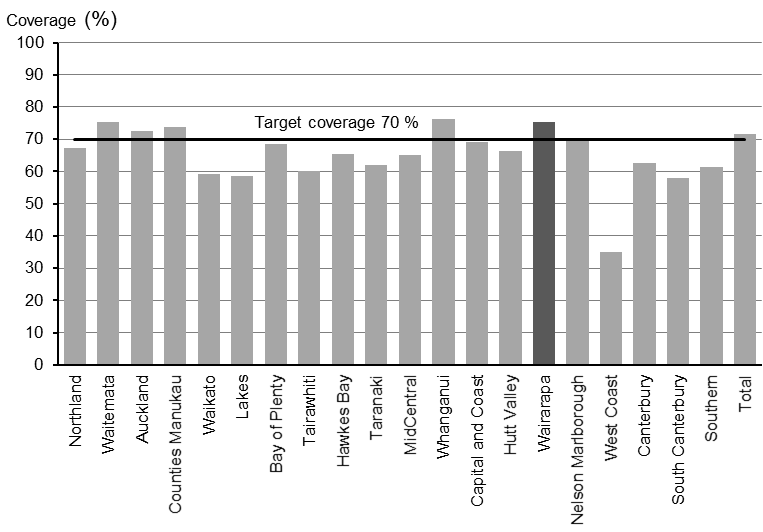 Coverage (%)
100
90
80
70
60
50
40
30
20
10
0
Target coverage 70 %
Northland
Waitemata
Auckland
Counties Manukau
Waikato
Lakes
Bay of Plenty
Tairawhiti
Hawkes Bay
Taranaki
MidCentral
Whanganui
Capital and Coast
Hutt Valley
Wairarapa
Nelson Marlborough
West Coast
Canterbury
South Canterbury
Southern
Total